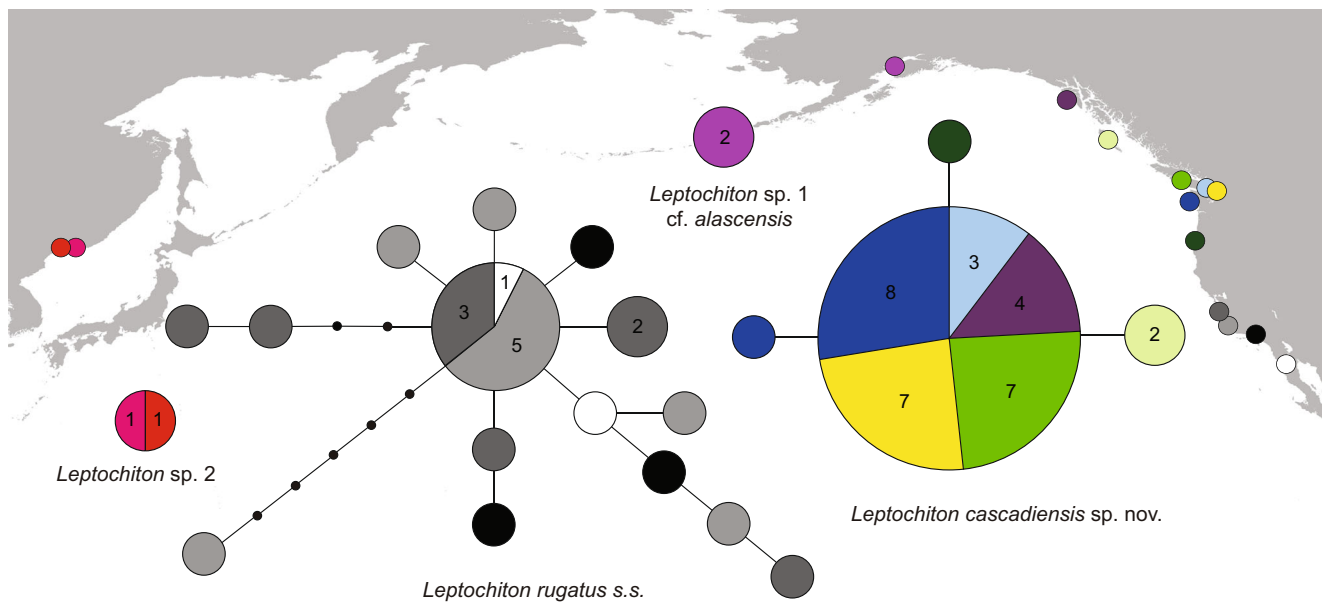 2
Leptochiton sp. 1
cf. alascensis
1
3
5
2
3
8
4
2
7
7
1
1
Leptochiton sp. 2
Leptochiton cascadiensis sp. nov.
Leptochiton rugatus s.s.